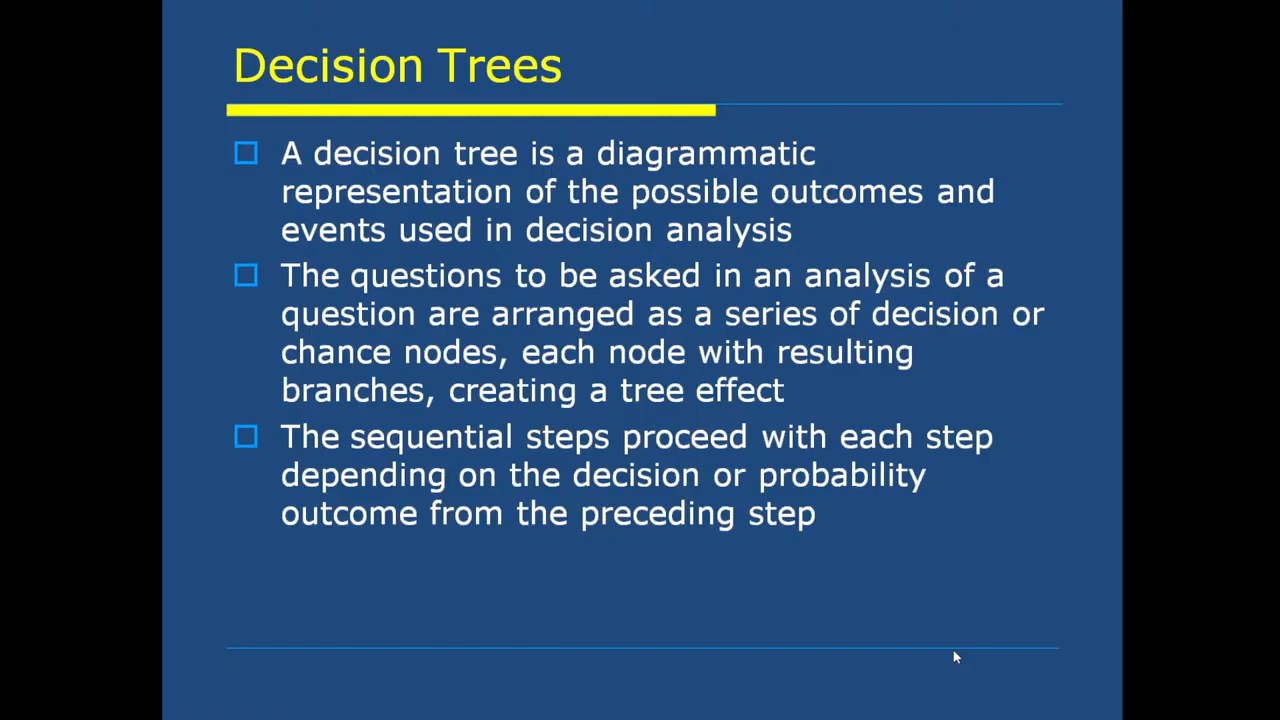 Decision Trees
A decision tree is a diagrammatic
representation of the possible outcomes and
events used in decision analysis
The questions to be asked in an analysis of a
question are arranged as a series of decision or
chance nodes, each node with resulting
branches, creating a tree effect
The sequential steps proceed with each step
depending on the decision or probability
outcome from the preceding step